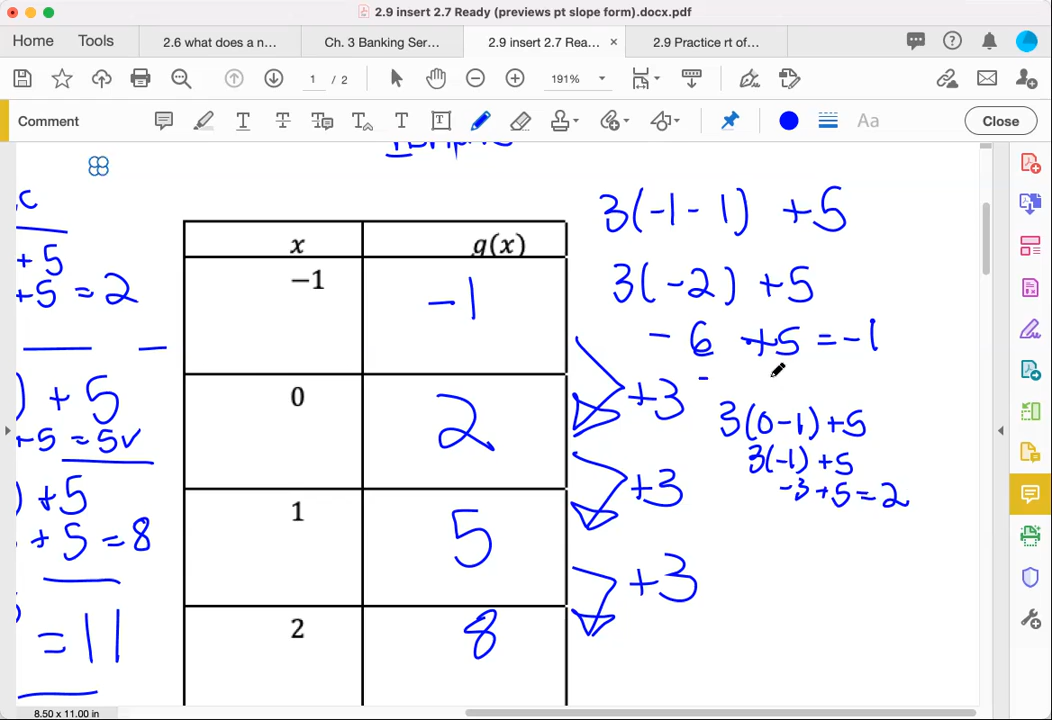 2.9 insert 2.7 Ready (previews pt slope form).docx.pdf
Home Tools 2.6 what does a n... Ch. 3 Banking Ser... 2.9 insert 2.7 Rea... × 2.9 Practice rt of...
1 / 2 191%
Comment Aa Close
,c
+5
+5 = 2
) + 5
+5 = 5✓
) +5
+ 5 = 8
= 11
x g(x)
−1 -1
0 2
1 5
2 8
+3
+3
+3
3(-1-1) +5
3(-2) +5
-6 +5 = -1
-
3(0-1)+5
3(-1) +5
-3 +5 = 2
8.50 x 11.00 in